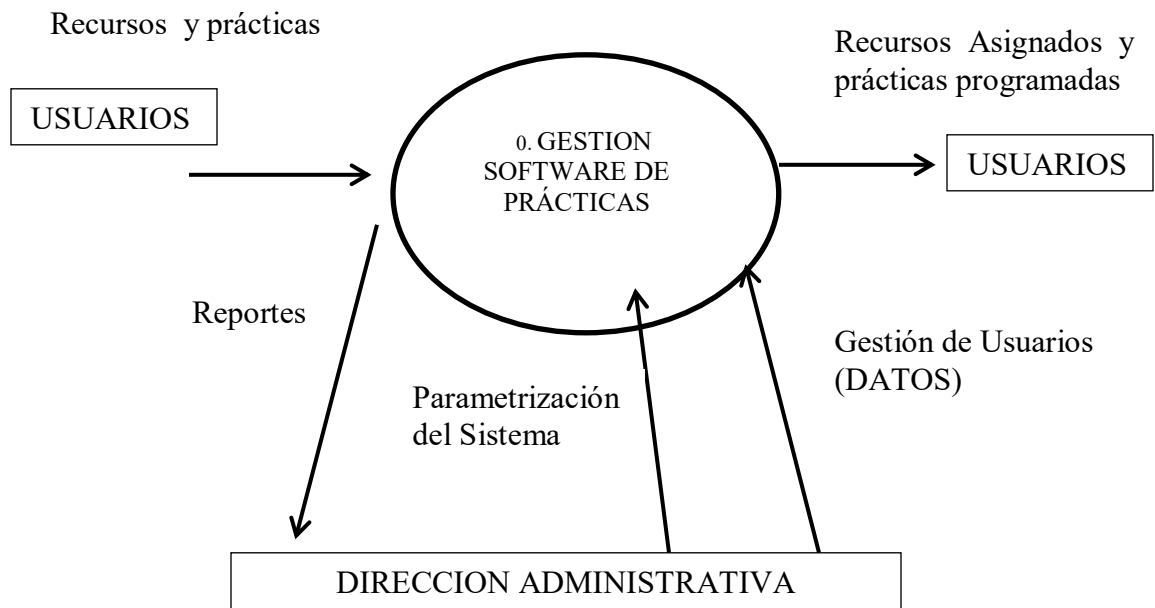 Recursos y prácticas
Recursos Asignados y
prácticas programadas
USUARIOS
0. GESTION
SOFTWARE DE
PRÁCTICAS
USUARIOS
Reportes
Gestión de Usuarios
(DATOS)
Parametrización
del Sistema
DIRECCION ADMINISTRATIVA